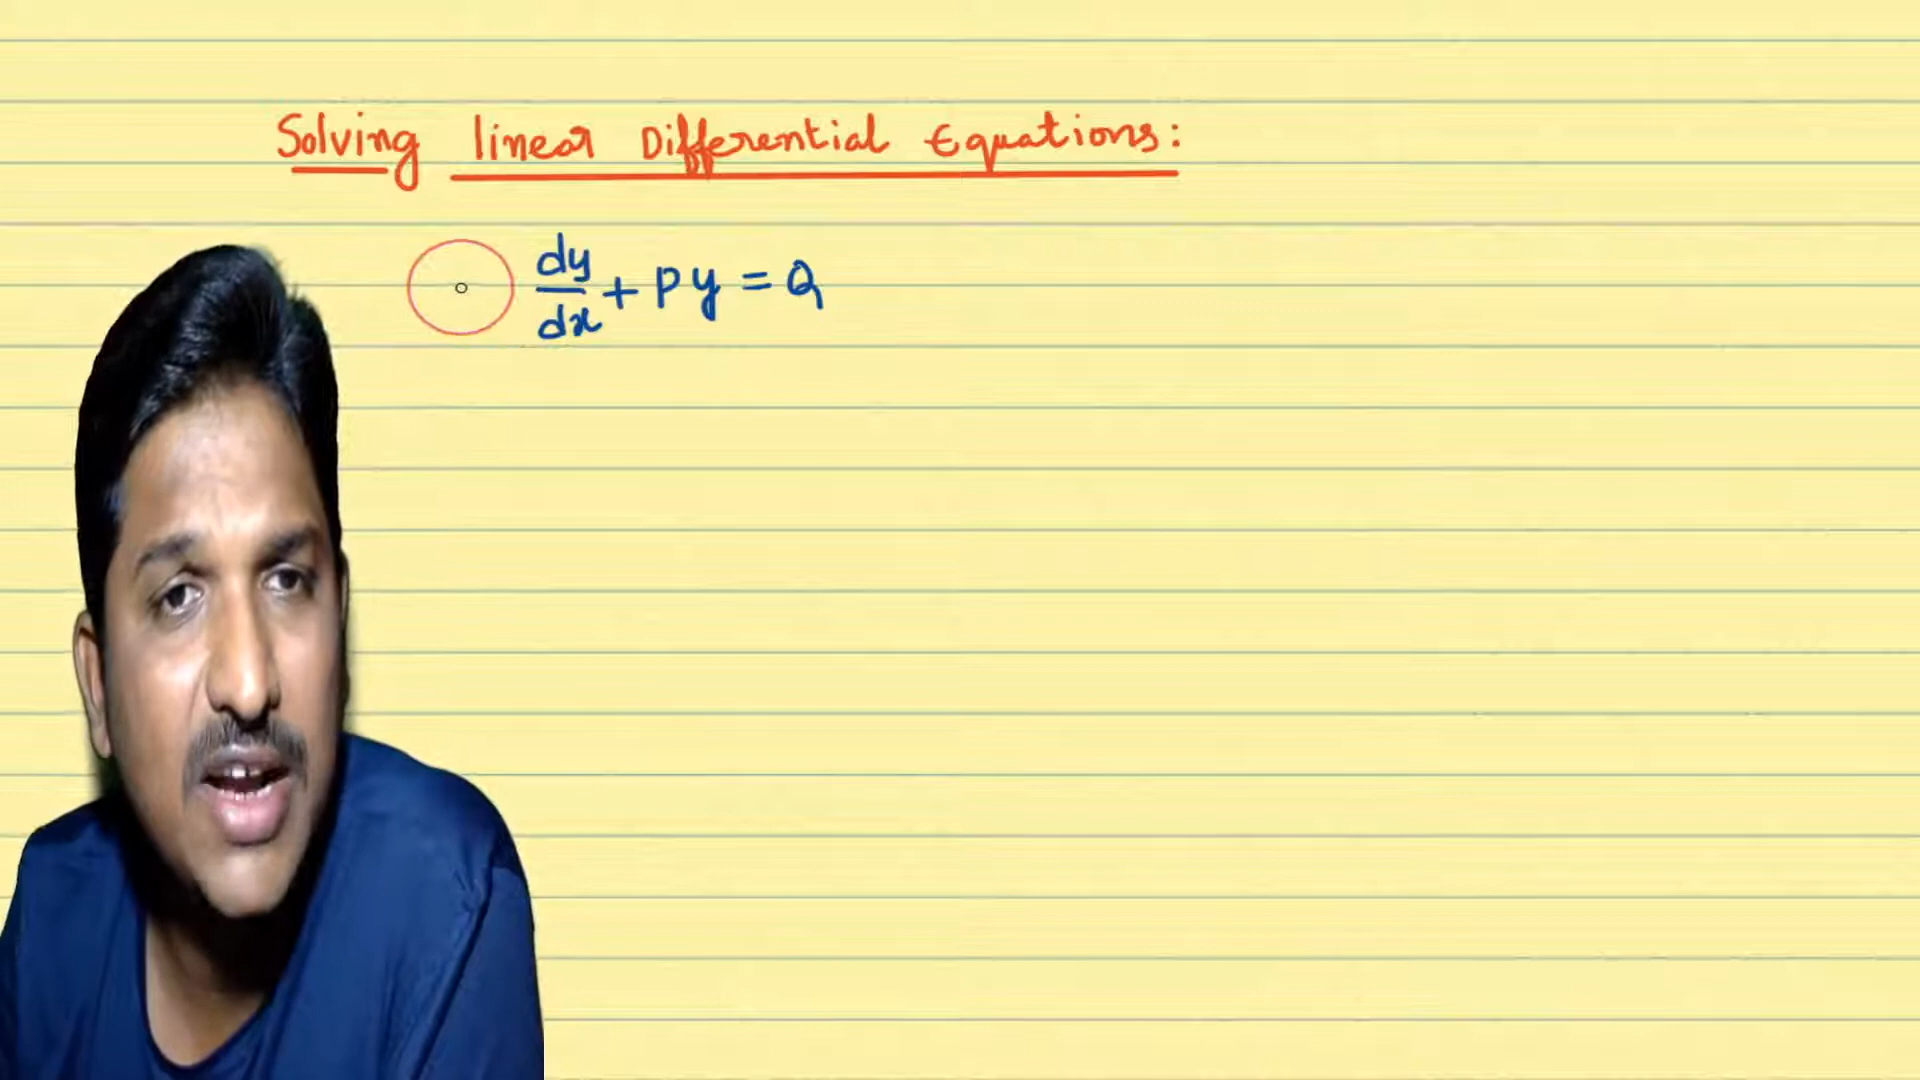 Solving linear Differential Equations:
dy/dx + py = Q